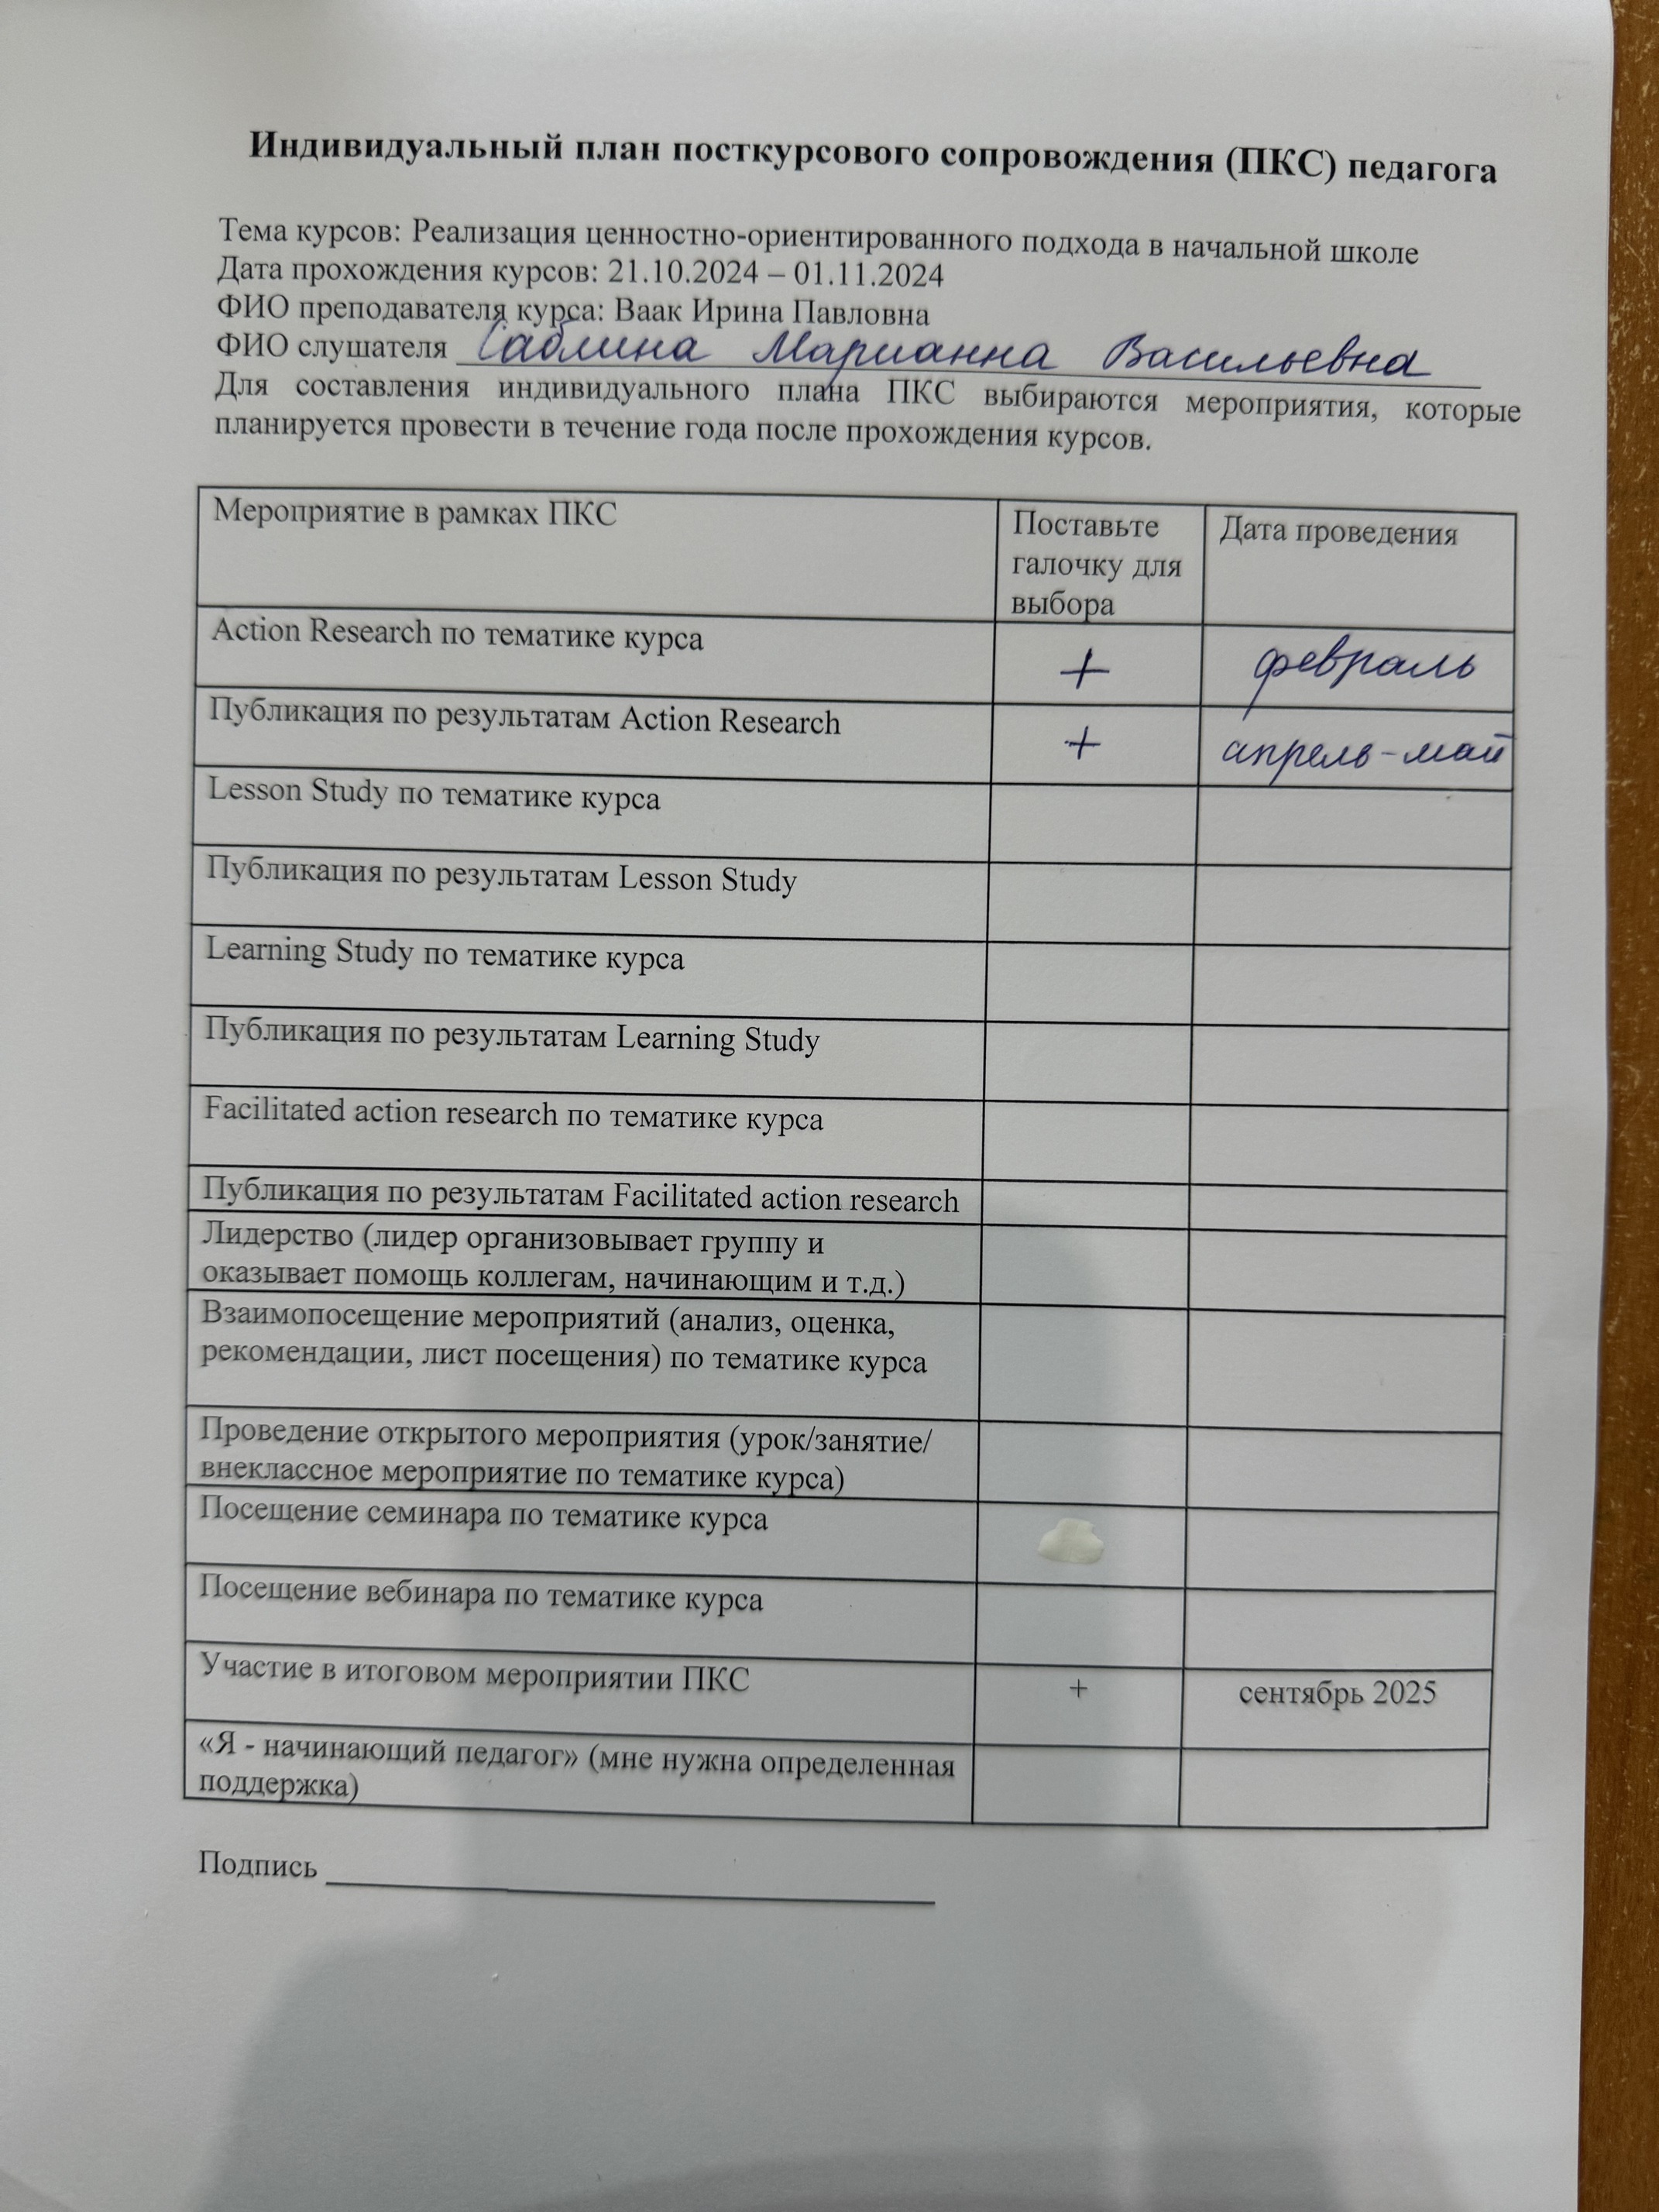 Индивидуальный план посткурсового сопровождения (ПКС) педагога
Тема курсов: Реализация ценностно-ориентированного подхода в начальной школе
Дата прохождения курсов: 21.10.2024 – 01.11.2024
ФИО преподавателя курса: Ваак Ирина Павловна
ФИО слушателя Саблина Марианна Васильевна
Для составления индивидуального плана ПКС выбираются мероприятия, которые
планируется провести в течение года после прохождения курсов.
Мероприятие в рамках ПКС
Поставьте
галочку для
выбора
Дата проведения
Action Research по тематике курса
+
февраль
Публикация по результатам Action Research
+
апрель-май
Lesson Study по тематике курса
Публикация по результатам Lesson Study
Learning Study по тематике курса
Публикация по результатам Learning Study
Facilitated action research по тематике курса
Публикация по результатам Facilitated action research
Лидерство (лидер организовывает группу и
оказывает помощь коллегам, начинающим и т.д.)
Взаимопосещение мероприятий (анализ, оценка,
рекомендации, лист посещения) по тематике курса
Проведение открытого мероприятия (урок/занятие/
внеклассное мероприятие по тематике курса)
Посещение семинара по тематике курса
Посещение вебинара по тематике курса
Участие в итоговом мероприятии ПКС
+
сентябрь 2025
«Я - начинающий педагог» (мне нужна определенная
поддержка)
Подпись